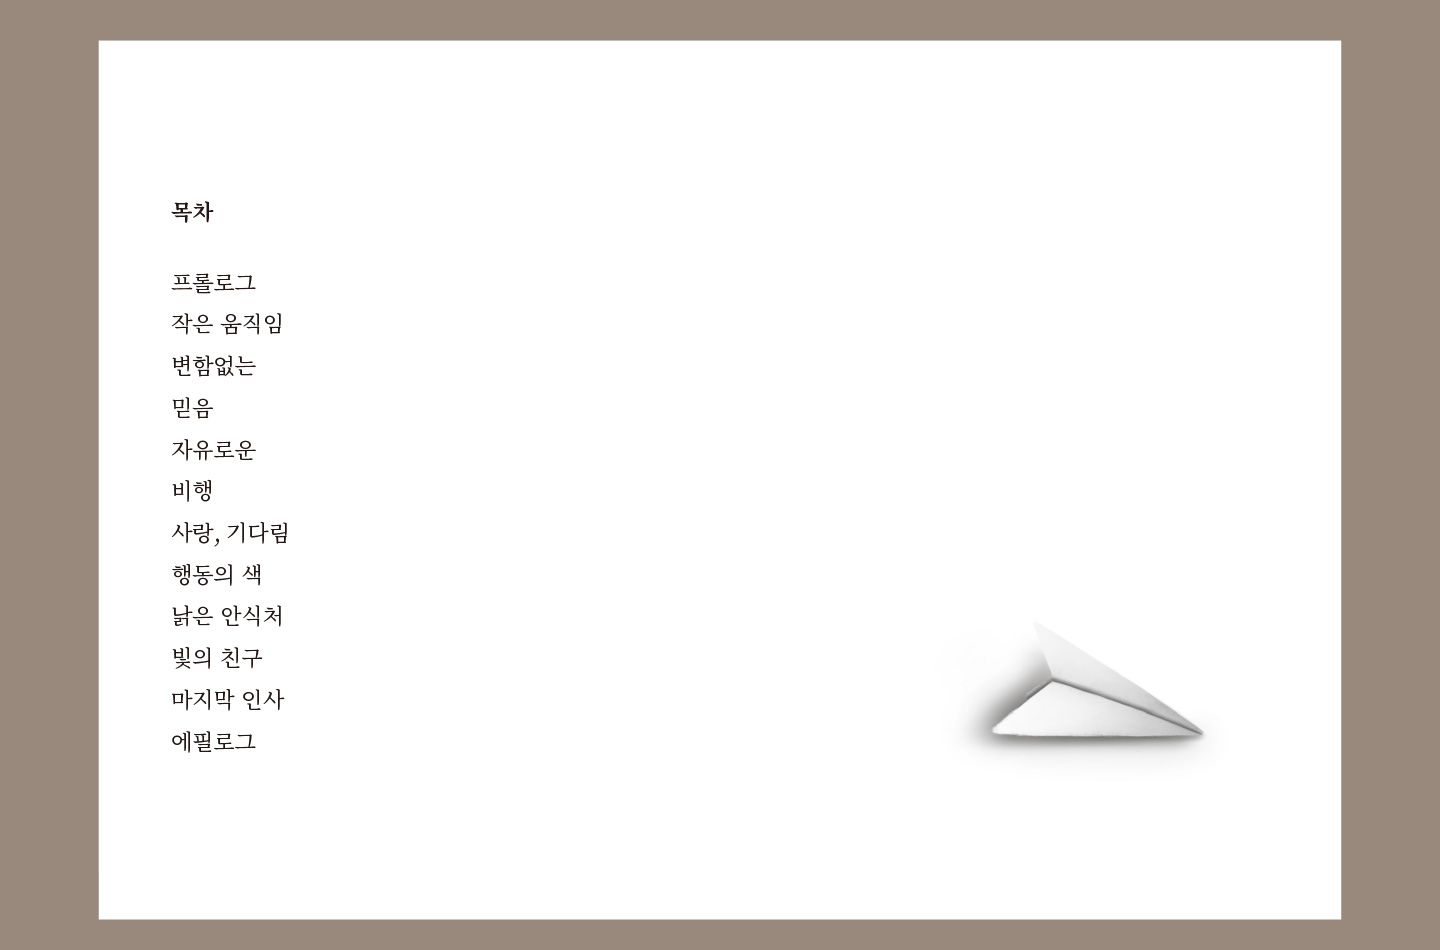 목차
프롤로그
작은 움직임
변함없는
믿음
자유로운
비행
사랑, 기다림
행동의 색
낡은 안식처
빛의 친구
마지막 인사
에필로그